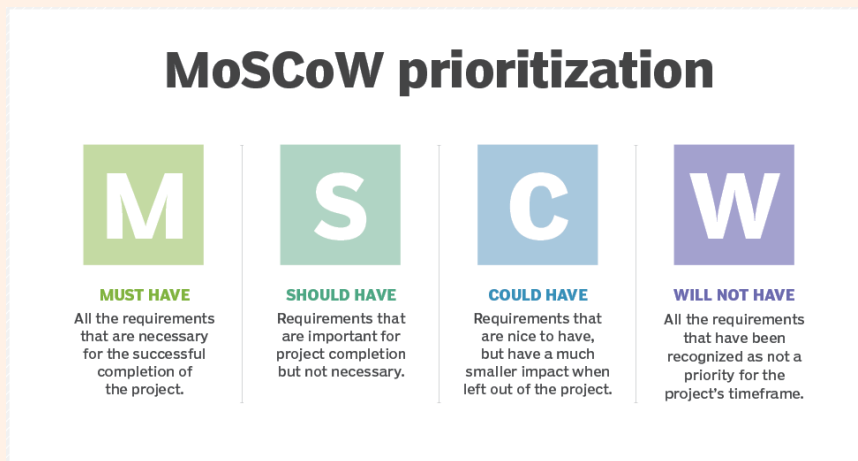 MoSCoW prioritization
M
MUST HAVE
All the requirements
that are necessary
for the successful
completion of
the project.
S
SHOULD HAVE
Requirements that
are important for
project completion
but not necessary.
C
COULD HAVE
Requirements that
are nice to have,
but have a much
smaller impact when
left out of the project.
W
WILL NOT HAVE
All the requirements
that have been
recognized as not a
priority for the
project's timeframe.